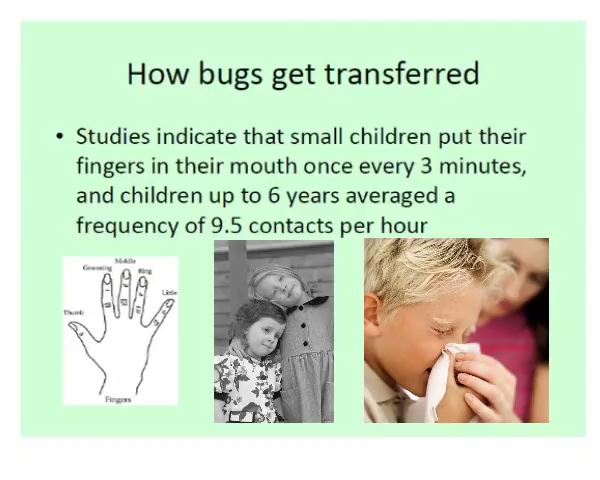 How bugs get transferred
• Studies indicate that small children put their
fingers in their mouth once every 3 minutes,
and children up to 6 years averaged a
frequency of 9.5 contacts per hour
Middle
Ring
Little
Thumb
Fingers